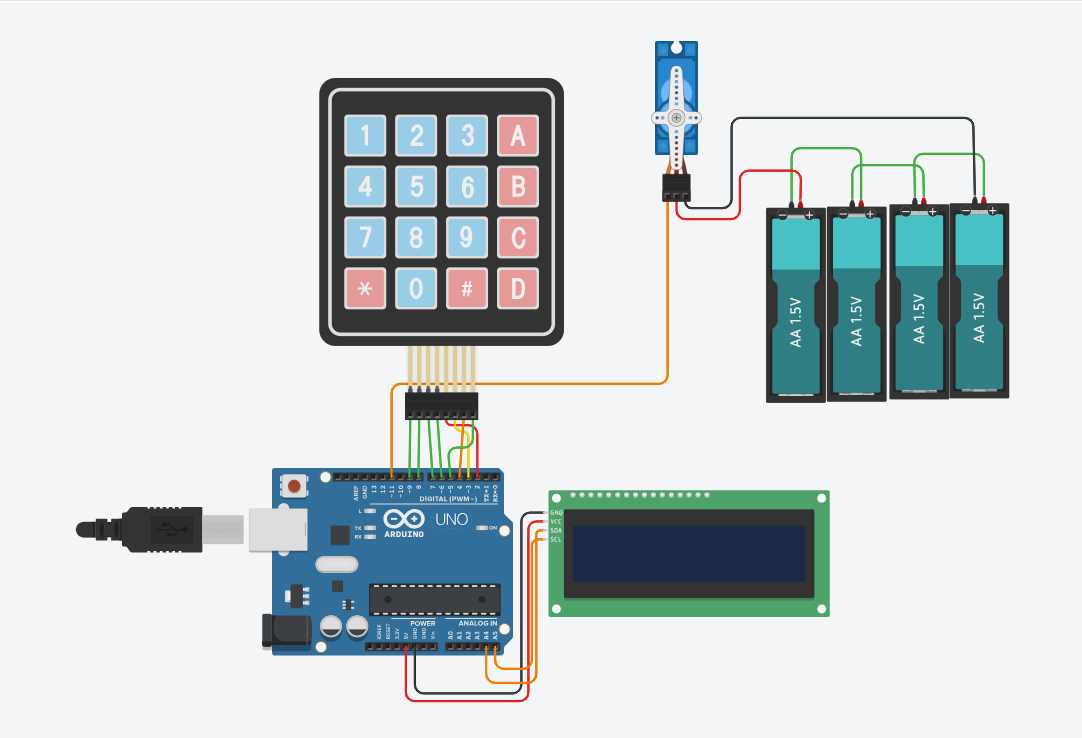 1 2 3 A
4 5 6 B
7 8 9 C
* 0 # D
AA 1.5V
AA 1.5V
AA 1.5V
AA 1.5V
AREF
GND
13
12
~11
~10
~9
8
7
~6
~5
4
~3
2
TX→1
RX←0
DIGITAL (PWM~)
L
TX
RX
UNO
ARDUINO
ON
GND
VCC
SDA
SCL
POWER
ANALOG IN
IOREF
RESET
3.3V
5V
GND
GND
Vin
A0
A1
A2
A3
A4
A5